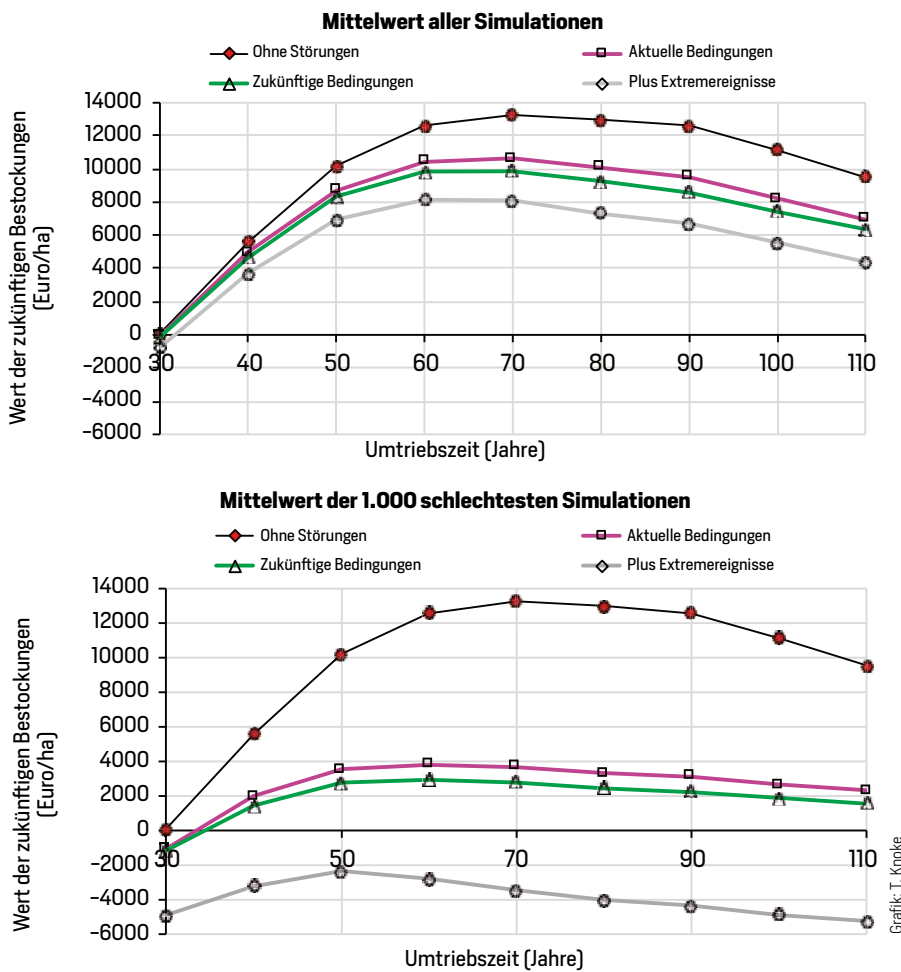 Mittelwert aller Simulationen
Ohne Störungen
Aktuelle Bedingungen
Zukünftige Bedingungen
Plus Extremereignisse
Wert der zukünftigen Bestockungen
(Euro/ha)
14000
12000
10000
8000
6000
4000
2000
0
−2000
−4000
−6000
30 40 50 60 70 80 90 100 110
Umtriebszeit (Jahre)
Mittelwert der 1.000 schlechtesten Simulationen
Ohne Störungen
Aktuelle Bedingungen
Zukünftige Bedingungen
Plus Extremereignisse
Wert der zukünftigen Bestockungen
(Euro/ha)
14000
12000
10000
8000
6000
4000
2000
0
−2000
−4000
−6000
30 50 70 90 110
Umtriebszeit (Jahre)
Grafik: T. Knoke